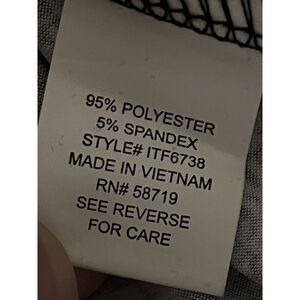 95% POLYESTER
5% SPANDEX
STYLE# ITF6738
MADE IN VIETNAM
RN# 58719
SEE REVERSE
FOR CARE